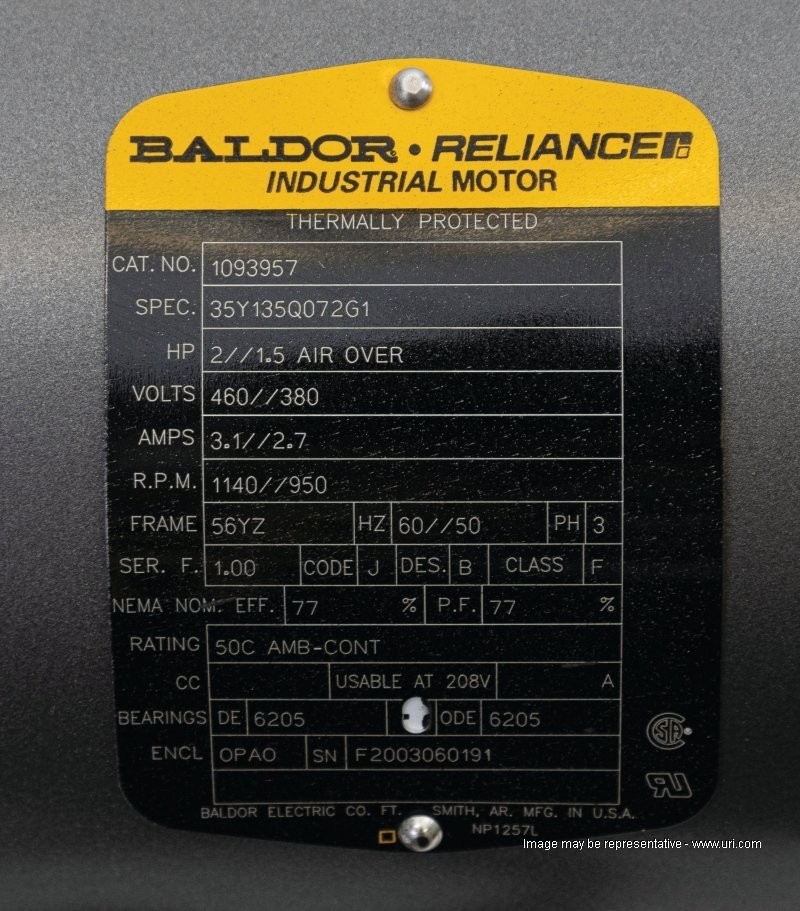 BALDOR • RELIANCE
INDUSTRIAL MOTOR
THERMALLY PROTECTED
CAT. NO. 1093957
SPEC. 35Y135Q072G1
HP 2//1.5 AIR OVER
VOLTS 460//380
AMPS 3.1//2.7
R.P.M. 1140//950
FRAME 56YZ HZ 60//50 PH 3
SER. F. 1.00 CODE J DES. B CLASS F
NEMA NOM. EFF. 77 % P.F. 77 %
RATING 50C AMB-CONT
CC USABLE AT 208V A
BEARINGS DE 6205 ODE 6205
ENCL OPAO SN F2003060191
BALDOR ELECTRIC CO. FT. SMITH, AR. MFG. IN U.S.A.
NP1257L
Image may be representative - www.uri.com